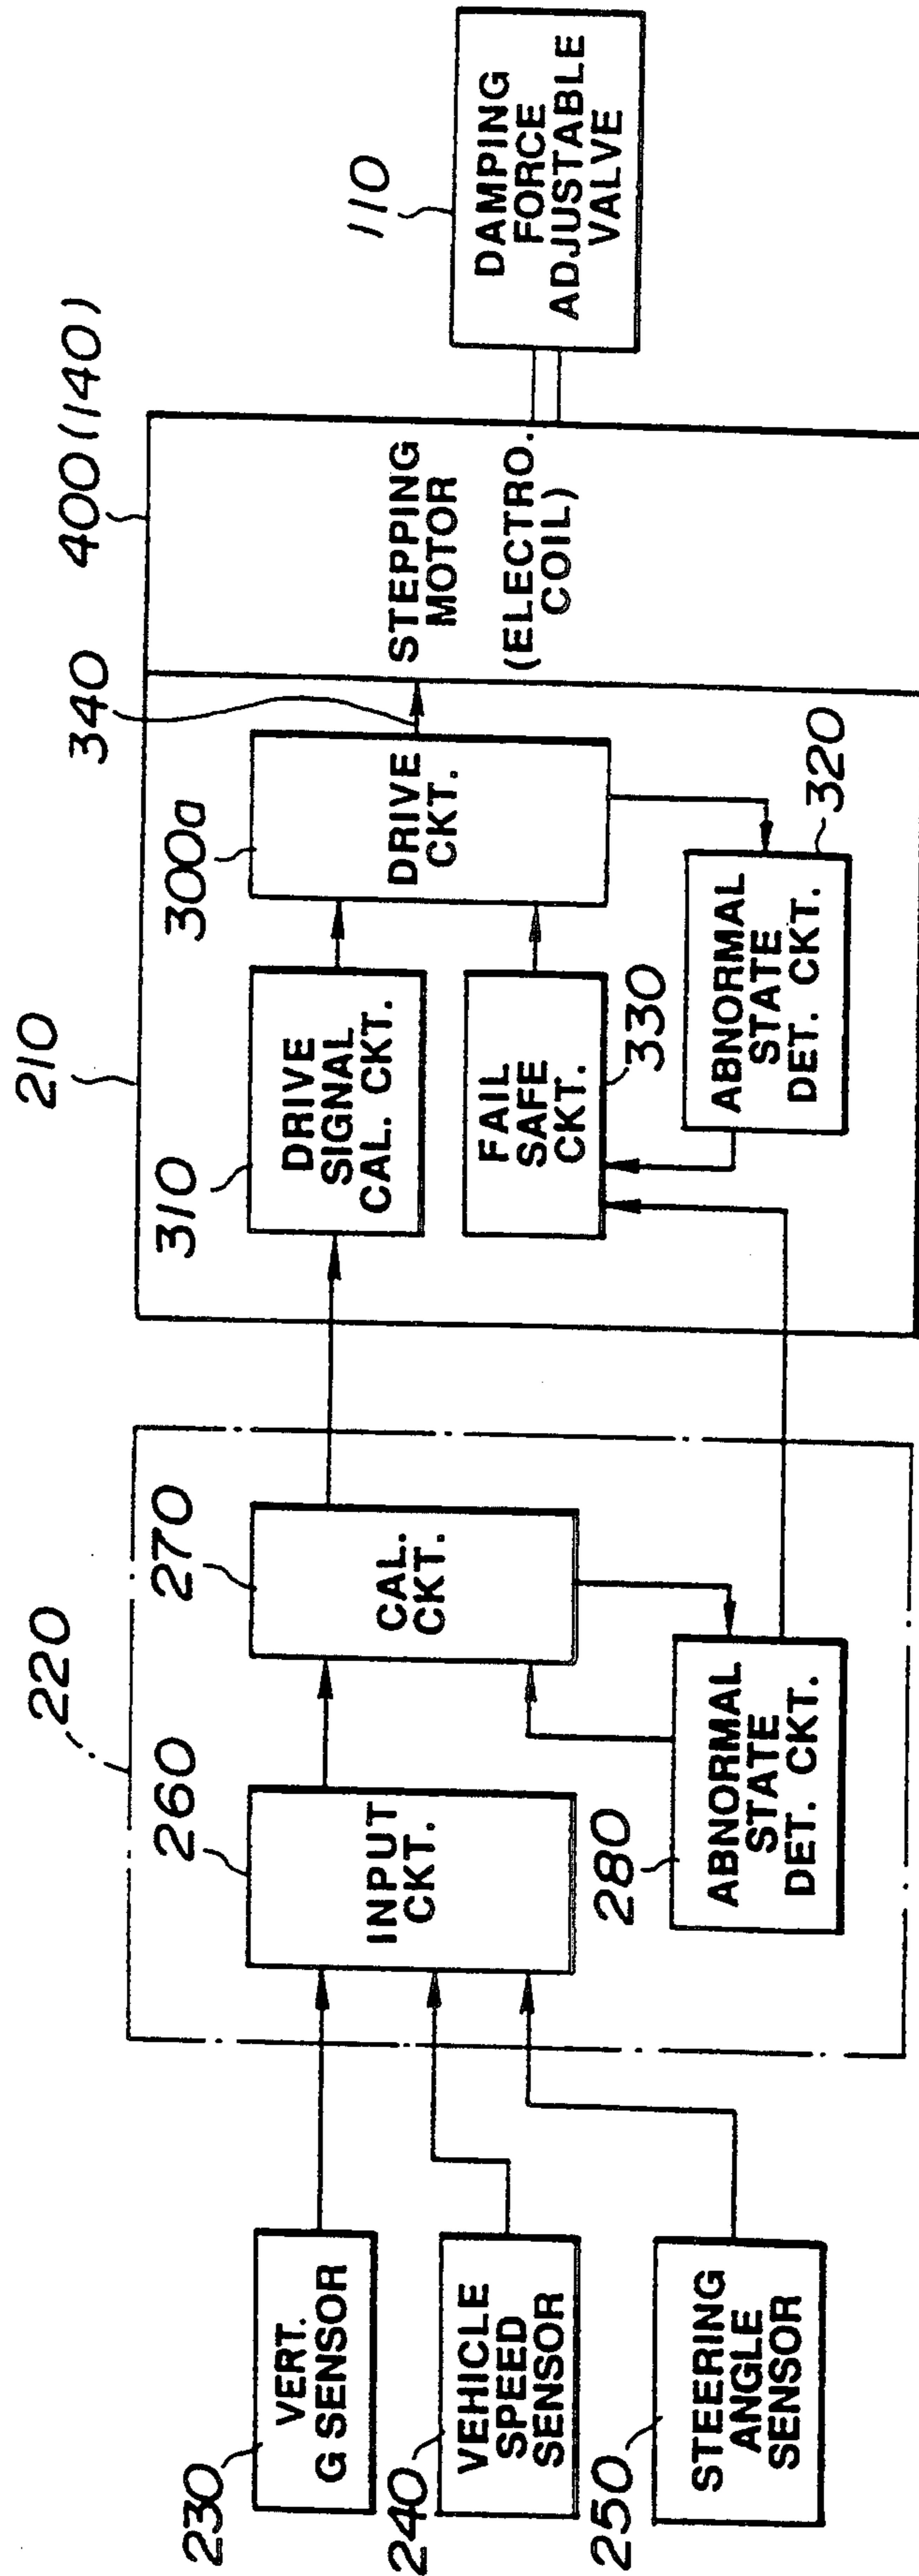 230
VERT.
G SENSOR
240
VEHICLE
SPEED
SENSOR
250
STEERING
ANGLE
SENSOR
220
260
INPUT
CKT.
270
CAL.
CKT.
280
ABNORMAL
STATE
DET. CKT.
210
310
DRIVE
SIGNAL
CAL. CKT.
300a
DRIVE
CKT.
340
FAIL
SAFE
CKT.
330
ABNORMAL
STATE
DET. CKT.
320
400(140)
STEPPING
MOTOR
(ELECTRO.
COIL)
110
DAMPING
FORCE
ADJUSTABLE
VALVE